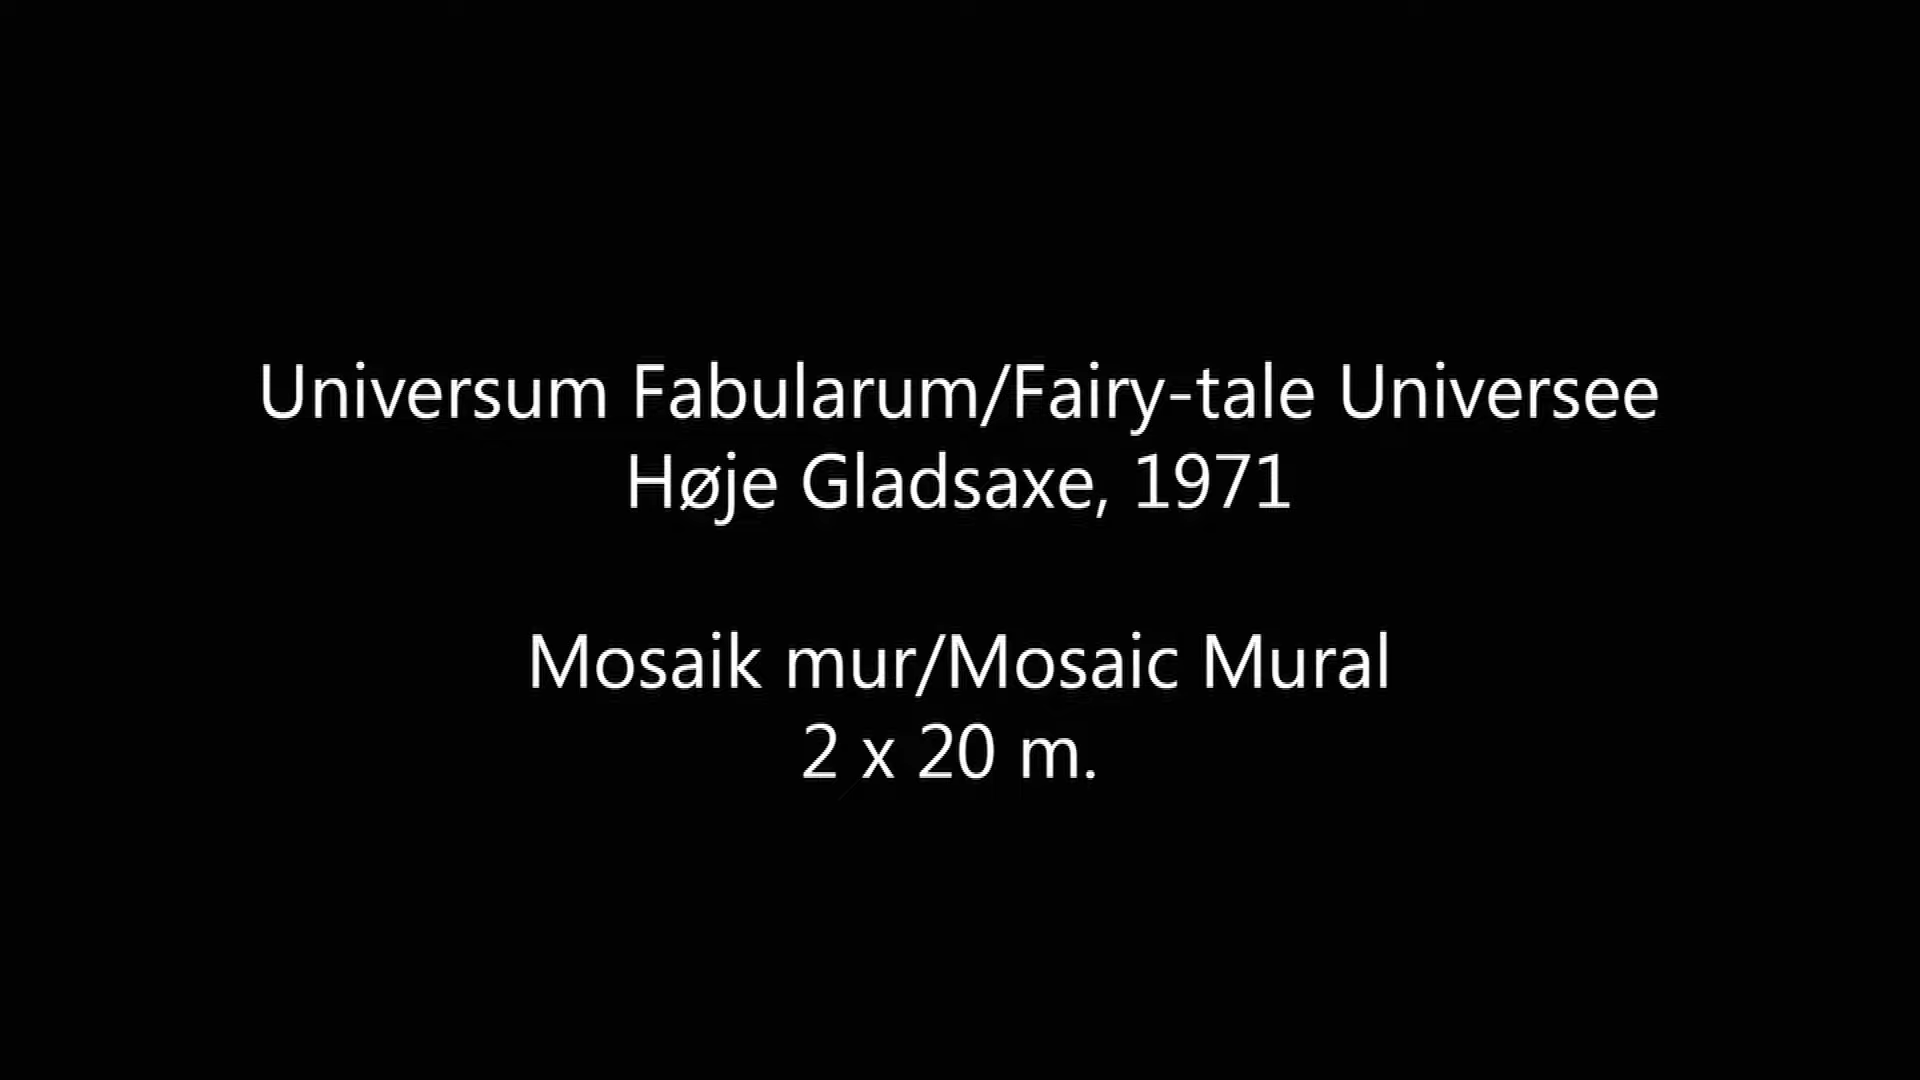 Universum Fabularum/Fairy-tale Universee
Høje Gladsaxe, 1971
Mosaik mur/Mosaic Mural
2 x 20 m.